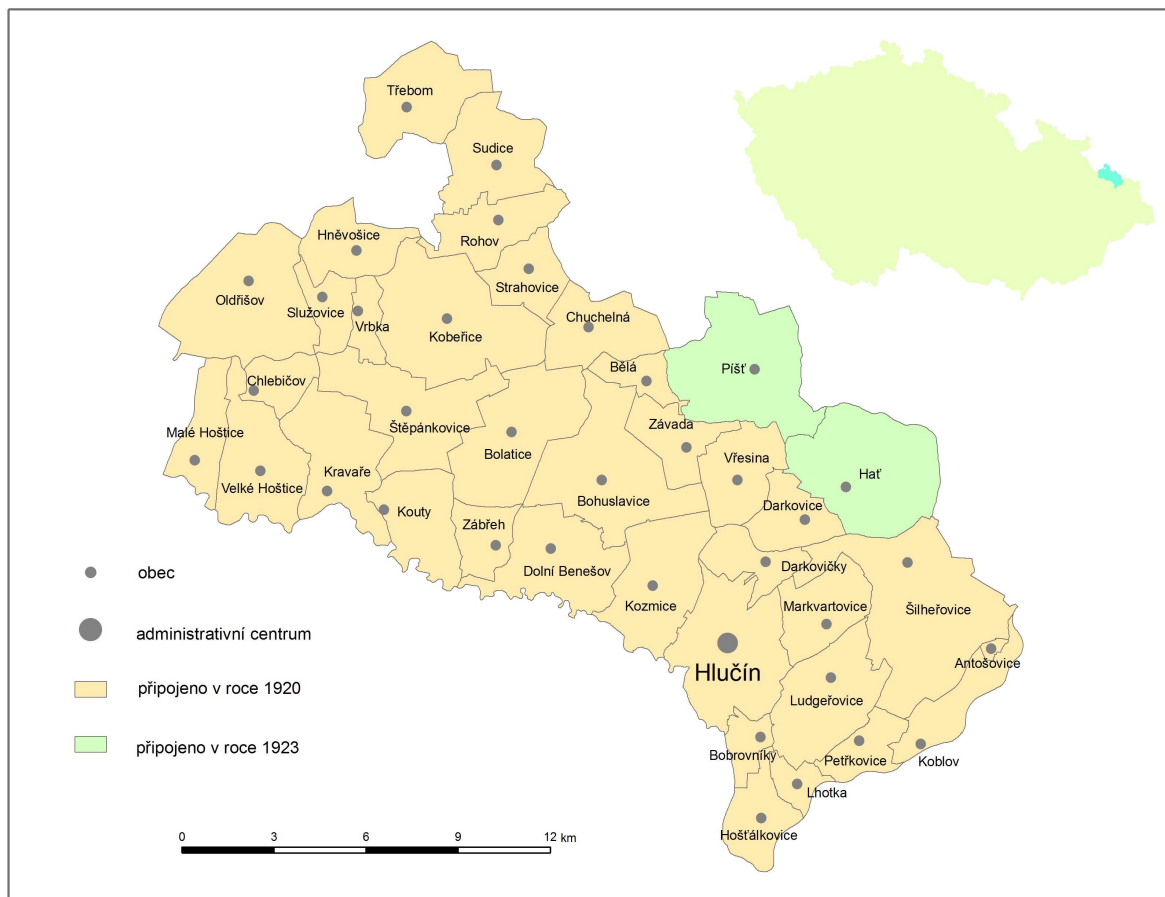 Třebom
Sudice
Hněvošice
Rohov
Oldřišov
Služovice
Vrbka
Kobeřice
Strahovice
Chuchelná
Bělá
Píšť
Chlebičov
Štěpánkovice
Malé Hoštice
Velké Hoštice
Kravaře
Bolatice
Závada
Vřesina
Hať
Bohuslavice
Darkovice
Kouty
Zábřeh
Dolní Benešov
Kozmice
Darkovičky
Markvartovice
Šilheřovice
Antošovice
Hlučín
Ludgeřovice
Bobrovníky
Petřkovice
Koblov
Lhotka
Hošťálkovice
obec
administrativní centrum
připojeno v roce 1920
připojeno v roce 1923
0 3 6 9 12 km